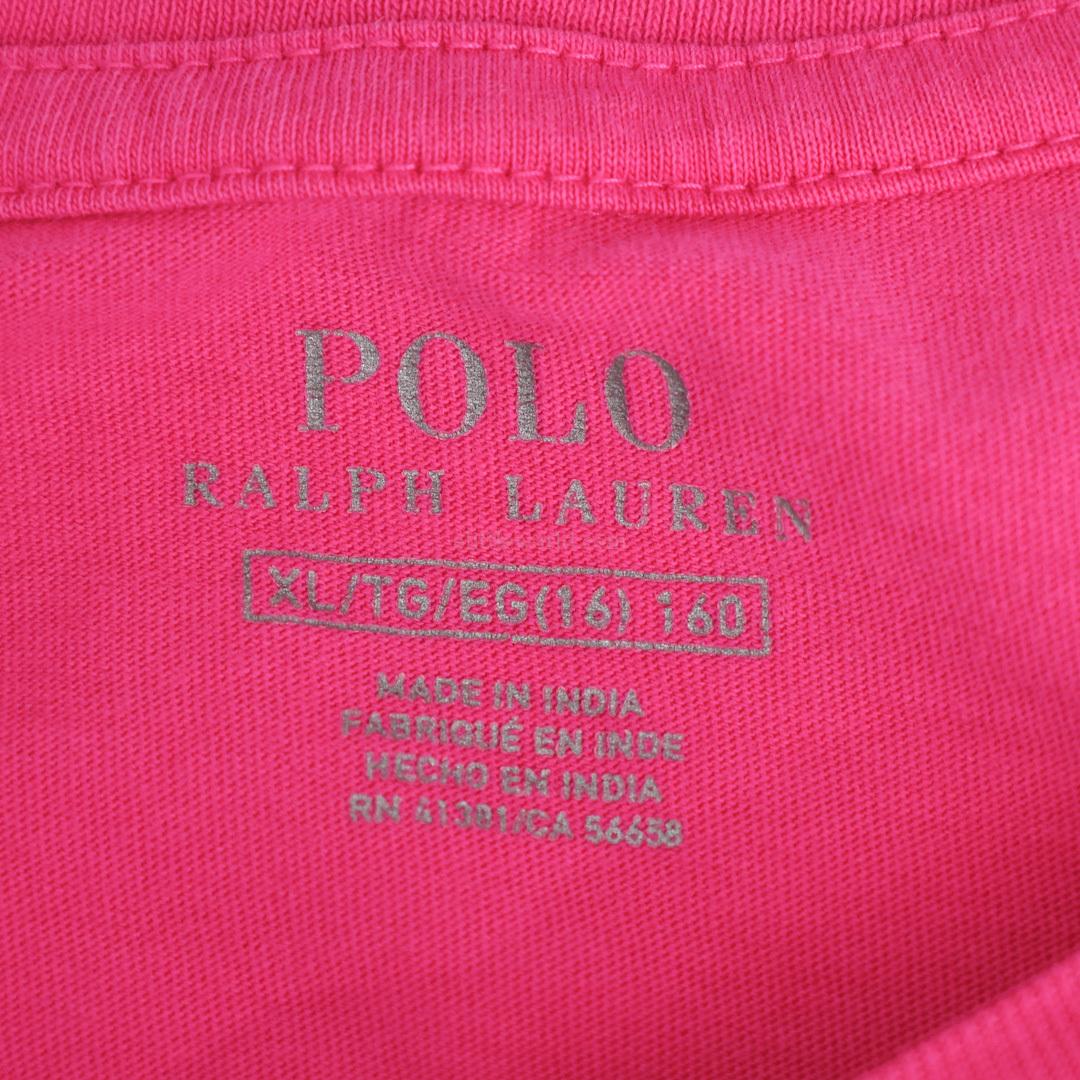 POLO
RALPH LAUREN
XL/TG/EG(16) 160
MADE IN INDIA
FABRIQUÉ EN INDE
HECHO EN INDIA
RN 41381/CA 56658